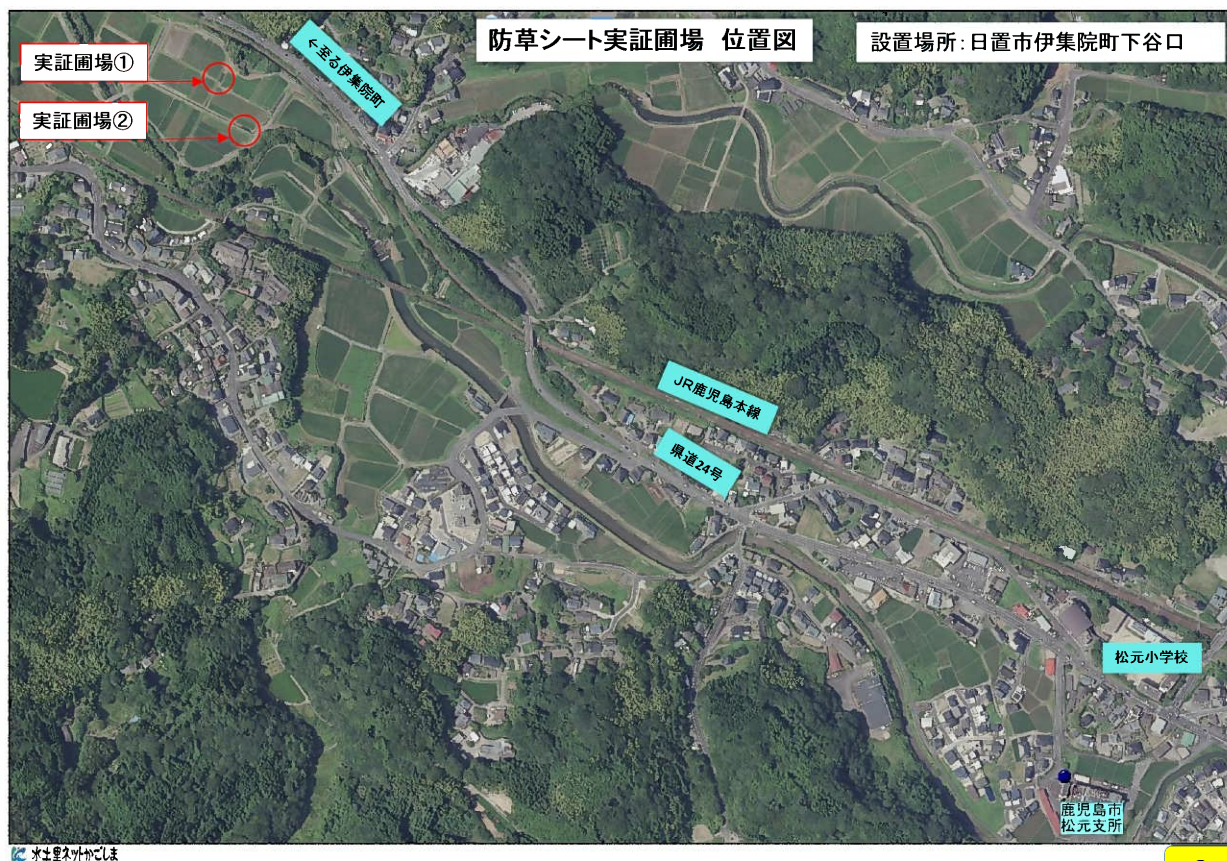 防草シート実証圃場 位置図
設置場所：日置市伊集院町下谷口
←至る伊集院町
実証圃場①
実証圃場②
JR鹿児島本線
県道24号
松元小学校
鹿児島市
松元支所
水土里ネットかごしま